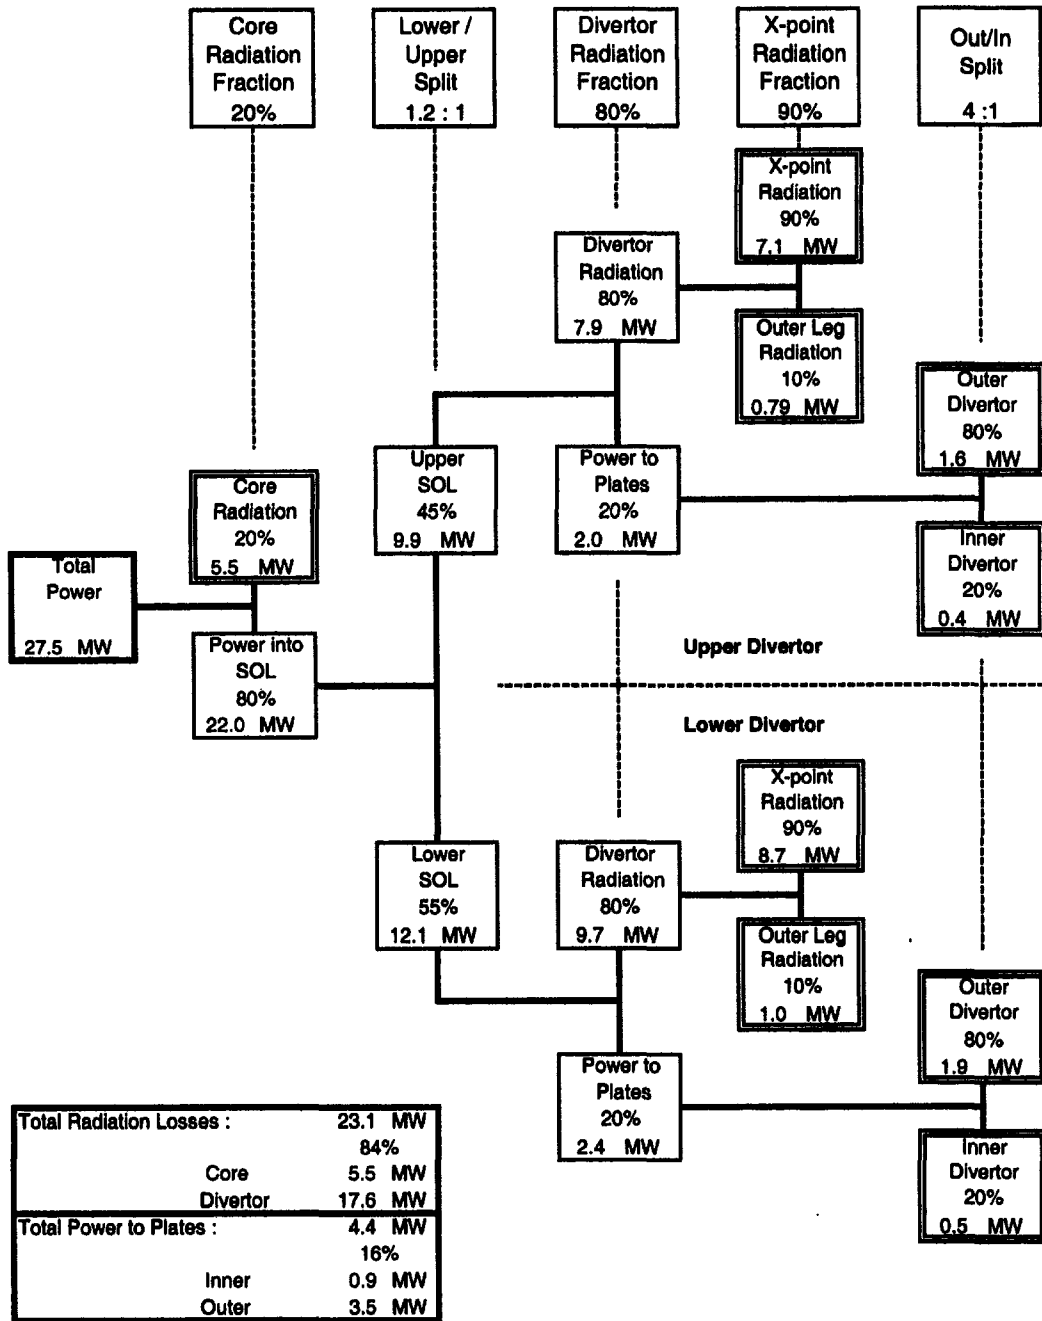 Core
Radiation
Fraction
20%
Lower /
Upper
Split
1.2 : 1
Divertor
Radiation
Fraction
80%
X-point
Radiation
Fraction
90%
Out/In
Split
4 :1
X-point
Radiation
90%
7.1 MW
Divertor
Radiation
80%
7.9 MW
Outer Leg
Radiation
10%
0.79 MW
Outer
Divertor
80%
1.6 MW
Upper
SOL
45%
9.9 MW
Power to
Plates
20%
2.0 MW
Core
Radiation
20%
5.5 MW
Inner
Divertor
20%
0.4 MW
Total
Power
27.5 MW
Power into
SOL
80%
22.0 MW
Upper Divertor
Lower Divertor
X-point
Radiation
90%
8.7 MW
Lower
SOL
55%
12.1 MW
Divertor
Radiation
80%
9.7 MW
Outer Leg
Radiation
10%
1.0 MW
Outer
Divertor
80%
1.9 MW
Power to
Plates
20%
2.4 MW
Inner
Divertor
20%
0.5 MW
Total Radiation Losses : 23.1 MW
84%
Core 5.5 MW
Divertor 17.6 MW
Total Power to Plates : 4.4 MW
16%
Inner 0.9 MW
Outer 3.5 MW